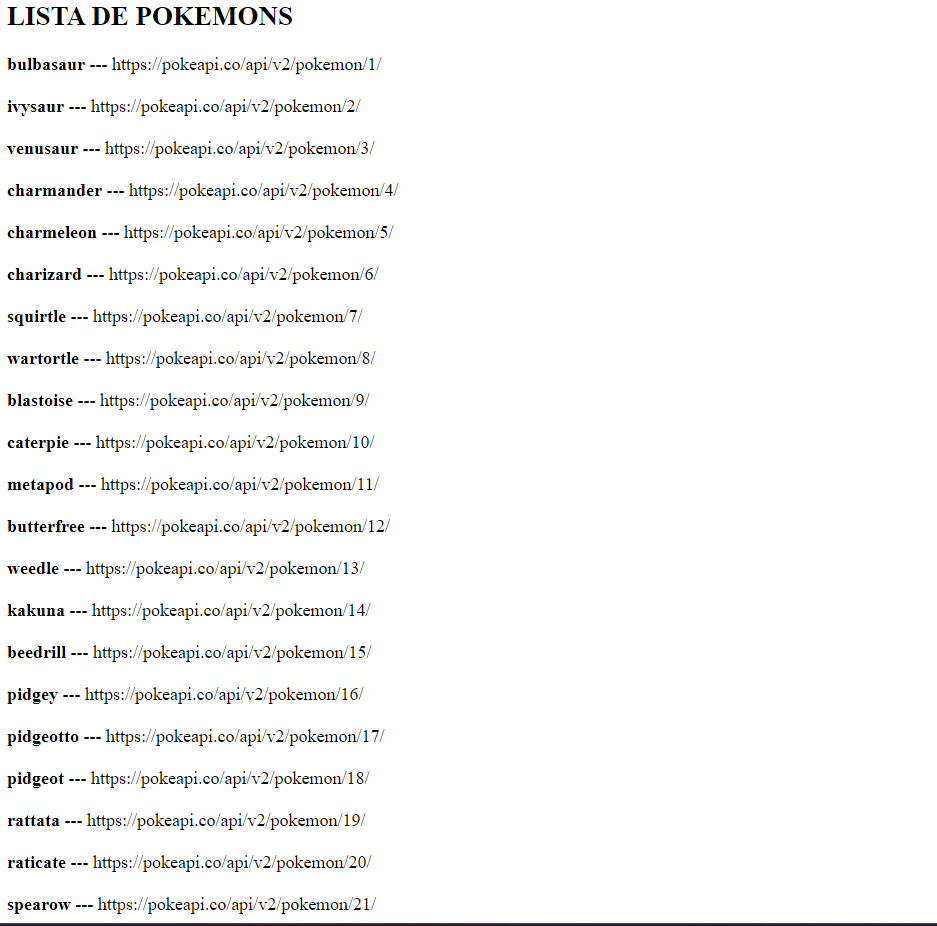 LISTA DE POKEMONS
bulbasaur --- https://pokeapi.co/api/v2/pokemon/1/
ivysaur --- https://pokeapi.co/api/v2/pokemon/2/
venusaur --- https://pokeapi.co/api/v2/pokemon/3/
charmander --- https://pokeapi.co/api/v2/pokemon/4/
charmeleon --- https://pokeapi.co/api/v2/pokemon/5/
charizard --- https://pokeapi.co/api/v2/pokemon/6/
squirtle --- https://pokeapi.co/api/v2/pokemon/7/
wartortle --- https://pokeapi.co/api/v2/pokemon/8/
blastoise --- https://pokeapi.co/api/v2/pokemon/9/
caterpie --- https://pokeapi.co/api/v2/pokemon/10/
metapod --- https://pokeapi.co/api/v2/pokemon/11/
butterfree --- https://pokeapi.co/api/v2/pokemon/12/
weedle --- https://pokeapi.co/api/v2/pokemon/13/
kakuna --- https://pokeapi.co/api/v2/pokemon/14/
beedrill --- https://pokeapi.co/api/v2/pokemon/15/
pidgey --- https://pokeapi.co/api/v2/pokemon/16/
pidgeotto --- https://pokeapi.co/api/v2/pokemon/17/
pidgeot --- https://pokeapi.co/api/v2/pokemon/18/
rattata --- https://pokeapi.co/api/v2/pokemon/19/
raticate --- https://pokeapi.co/api/v2/pokemon/20/
spearow --- https://pokeapi.co/api/v2/pokemon/21/